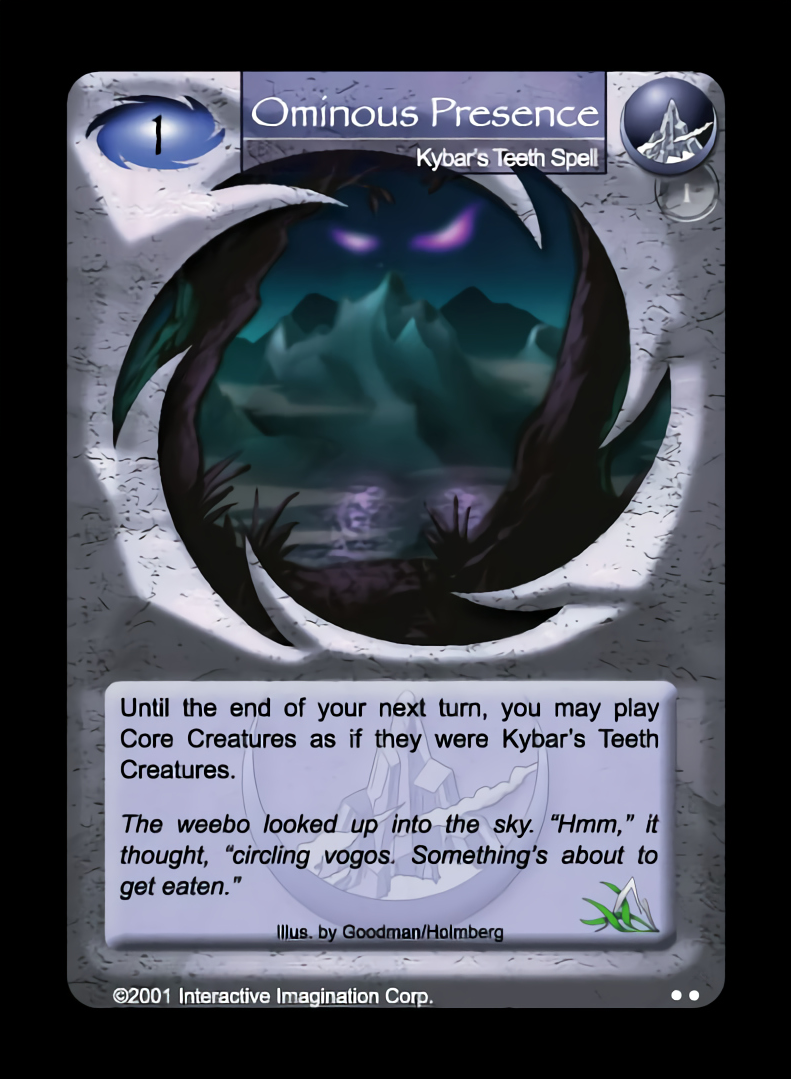 1
Ominous Presence
Kybar's Teeth Spell
1
Until the end of your next turn, you may play
Core Creatures as if they were Kybar's Teeth
Creatures.
The weebo looked up into the sky. “Hmm,” it
thought, “circling vogos. Something's about to
get eaten.”
Illus. by Goodman/Holmberg
©2001 Interactive Imagination Corp.